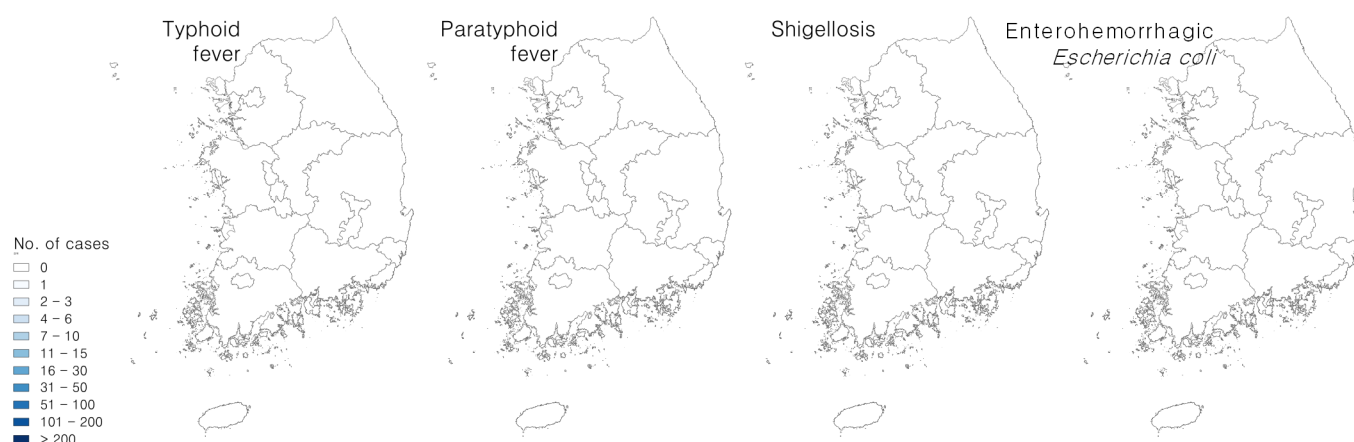 Typhoid
fever
Paratyphoid
fever
Shigellosis
Enterohemorrhagic
Escherichia coli
No. of cases
0
1
2 – 3
4 – 6
7 – 10
11 – 15
16 – 30
31 – 50
51 – 100
101 – 200
> 200